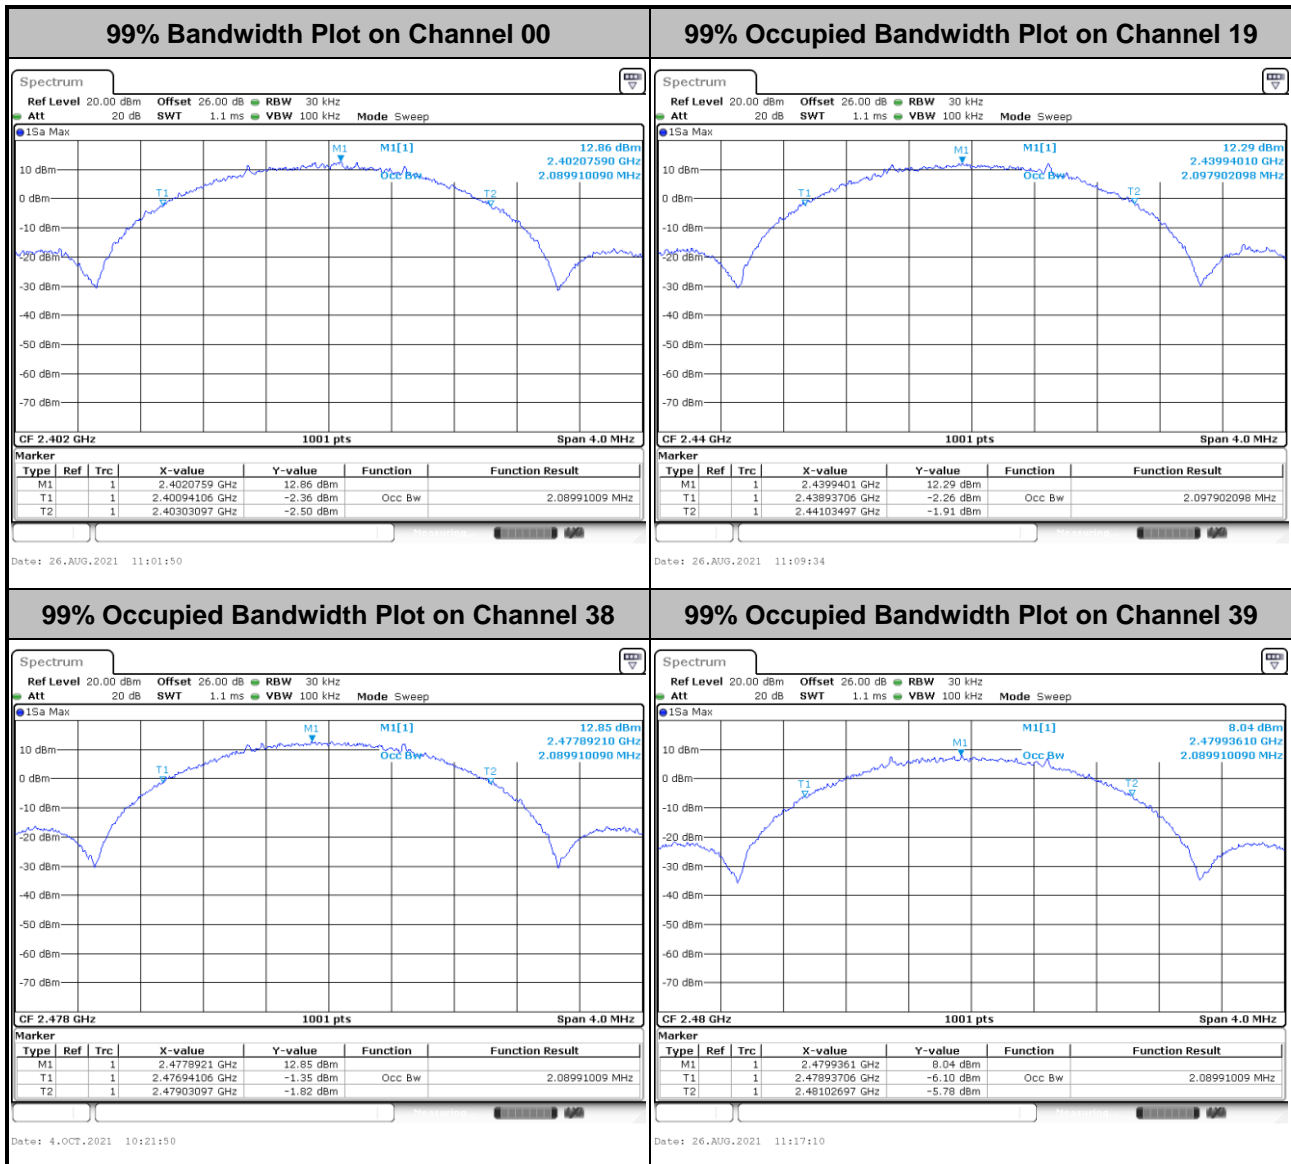 99% Bandwidth Plot on Channel 00
Spectrum
Ref Level 20.00 dBm Offset 26.00 dB RBW 30 kHz
Att 20 dB SWT 1.1 ms VBW 100 kHz Mode Sweep
1Sa Max
M1[1] 12.86 dBm
2.40207590 GHz
Occ Bw 2.089910090 MHz
M1
T1
T2
10 dBm
0 dBm
-10 dBm
-20 dBm
-30 dBm
-40 dBm
-50 dBm
-60 dBm
-70 dBm
CF 2.402 GHz 1001 pts Span 4.0 MHz
Marker
Type Ref Trc X-value Y-value Function Function Result
M1 1 2.4020759 GHz 12.86 dBm
T1 1 2.40094106 GHz -2.36 dBm Occ Bw 2.08991009 MHz
T2 1 2.40303097 GHz -2.50 dBm
Measuring
Date: 26.AUG.2021 11:01:50
99% Occupied Bandwidth Plot on Channel 19
Spectrum
Ref Level 20.00 dBm Offset 26.00 dB RBW 30 kHz
Att 20 dB SWT 1.1 ms VBW 100 kHz Mode Sweep
1Sa Max
M1[1] 12.29 dBm
2.43994010 GHz
Occ Bw 2.097902098 MHz
M1
T1
T2
10 dBm
0 dBm
-10 dBm
-20 dBm
-30 dBm
-40 dBm
-50 dBm
-60 dBm
-70 dBm
CF 2.44 GHz 1001 pts Span 4.0 MHz
Marker
Type Ref Trc X-value Y-value Function Function Result
M1 1 2.4399401 GHz 12.29 dBm
T1 1 2.43893706 GHz -2.26 dBm Occ Bw 2.097902098 MHz
T2 1 2.44103497 GHz -1.91 dBm
Measuring
Date: 26.AUG.2021 11:09:34
99% Occupied Bandwidth Plot on Channel 38
Spectrum
Ref Level 20.00 dBm Offset 26.00 dB RBW 30 kHz
Att 20 dB SWT 1.1 ms VBW 100 kHz Mode Sweep
1Sa Max
M1[1] 12.85 dBm
2.47789210 GHz
Occ Bw 2.089910090 MHz
M1
T1
T2
10 dBm
0 dBm
-10 dBm
-20 dBm
-30 dBm
-40 dBm
-50 dBm
-60 dBm
-70 dBm
CF 2.478 GHz 1001 pts Span 4.0 MHz
Marker
Type Ref Trc X-value Y-value Function Function Result
M1 1 2.4778921 GHz 12.85 dBm
T1 1 2.47694106 GHz -1.35 dBm Occ Bw 2.08991009 MHz
T2 1 2.47903097 GHz -1.82 dBm
Measuring
Date: 4.OCT.2021 10:21:50
99% Occupied Bandwidth Plot on Channel 39
Spectrum
Ref Level 20.00 dBm Offset 26.00 dB RBW 30 kHz
Att 20 dB SWT 1.1 ms VBW 100 kHz Mode Sweep
1Sa Max
M1[1] 8.04 dBm
2.47993610 GHz
Occ Bw 2.089910090 MHz
M1
T1
T2
10 dBm
0 dBm
-10 dBm
-20 dBm
-30 dBm
-40 dBm
-50 dBm
-60 dBm
-70 dBm
CF 2.48 GHz 1001 pts Span 4.0 MHz
Marker
Type Ref Trc X-value Y-value Function Function Result
M1 1 2.4799361 GHz 8.04 dBm
T1 1 2.47893706 GHz -6.10 dBm Occ Bw 2.08991009 MHz
T2 1 2.48102697 GHz -5.78 dBm
Measuring
Date: 26.AUG.2021 11:17:10